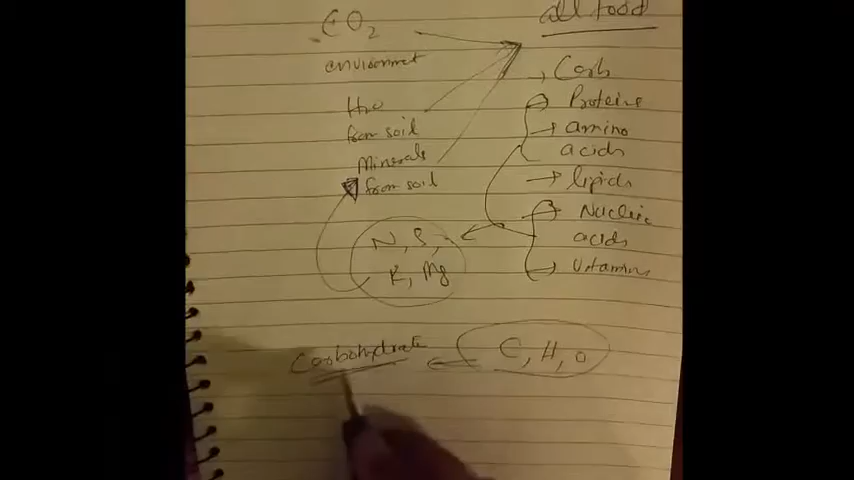 CO2
environment
H2O
from soil
Minerals
from soil
N, S,
K, Mg
all food
→ Carb
Proteins
→ amino
acids
→ lipids
Nucleic
acids
→ Vitamins
Carbohydrate ← C, H, O